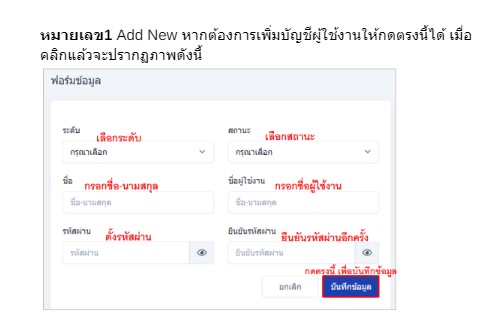 หมายเลข1 Add New หากต้องการเพิ่มบัญชีผู้ใช้งานให้กดตรงนี้ได้ เมื่อ
คลิกแล้วจะปรากฏภาพดังนี้
ฟอร์มข้อมูล
ระดับ เลือกระดับ
กรุณาเลือก
สถานะ เลือกสถานะ
กรุณาเลือก
ชื่อ กรอกชื่อ-นามสกุล
ชื่อ-นามสกุล
ชื่อผู้ใช้งาน กรอกชื่อผู้ใช้งาน
ชื่อ-นามสกุล
รหัสผ่าน ตั้งรหัสผ่าน
รหัสผ่าน
ยืนยันรหัสผ่าน ยืนยันรหัสผ่านอีกครั้ง
ยืนยันรหัสผ่าน
กดตรงนี้ เพื่อบันทึกข้อมูล
ยกเลิก บันทึกข้อมูล